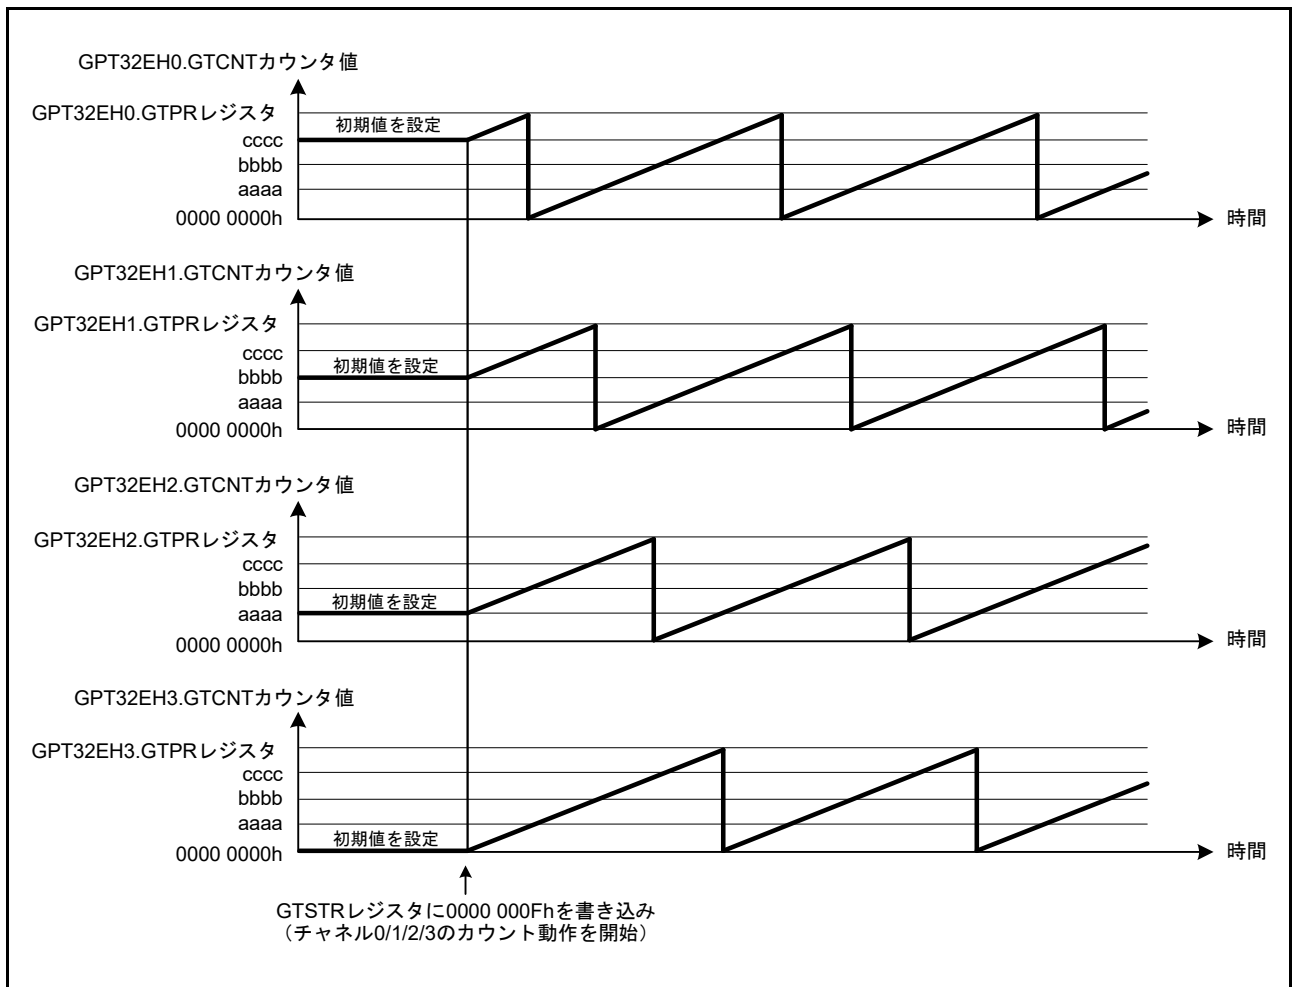 GPT32EH0.GTCNTカウンタ値
GPT32EH0.GTPRレジスタ
初期値を設定
cccc
bbbb
aaaa
0000 0000h
時間
GPT32EH1.GTCNTカウンタ値
GPT32EH1.GTPRレジスタ
cccc
初期値を設定
bbbb
aaaa
0000 0000h
時間
GPT32EH2.GTCNTカウンタ値
GPT32EH2.GTPRレジスタ
cccc
bbbb
初期値を設定
aaaa
0000 0000h
時間
GPT32EH3.GTCNTカウンタ値
GPT32EH3.GTPRレジスタ
cccc
bbbb
aaaa
初期値を設定
0000 0000h
時間
GTSTRレジスタに0000 000Fhを書き込み
（チャネル0/1/2/3のカウント動作を開始）